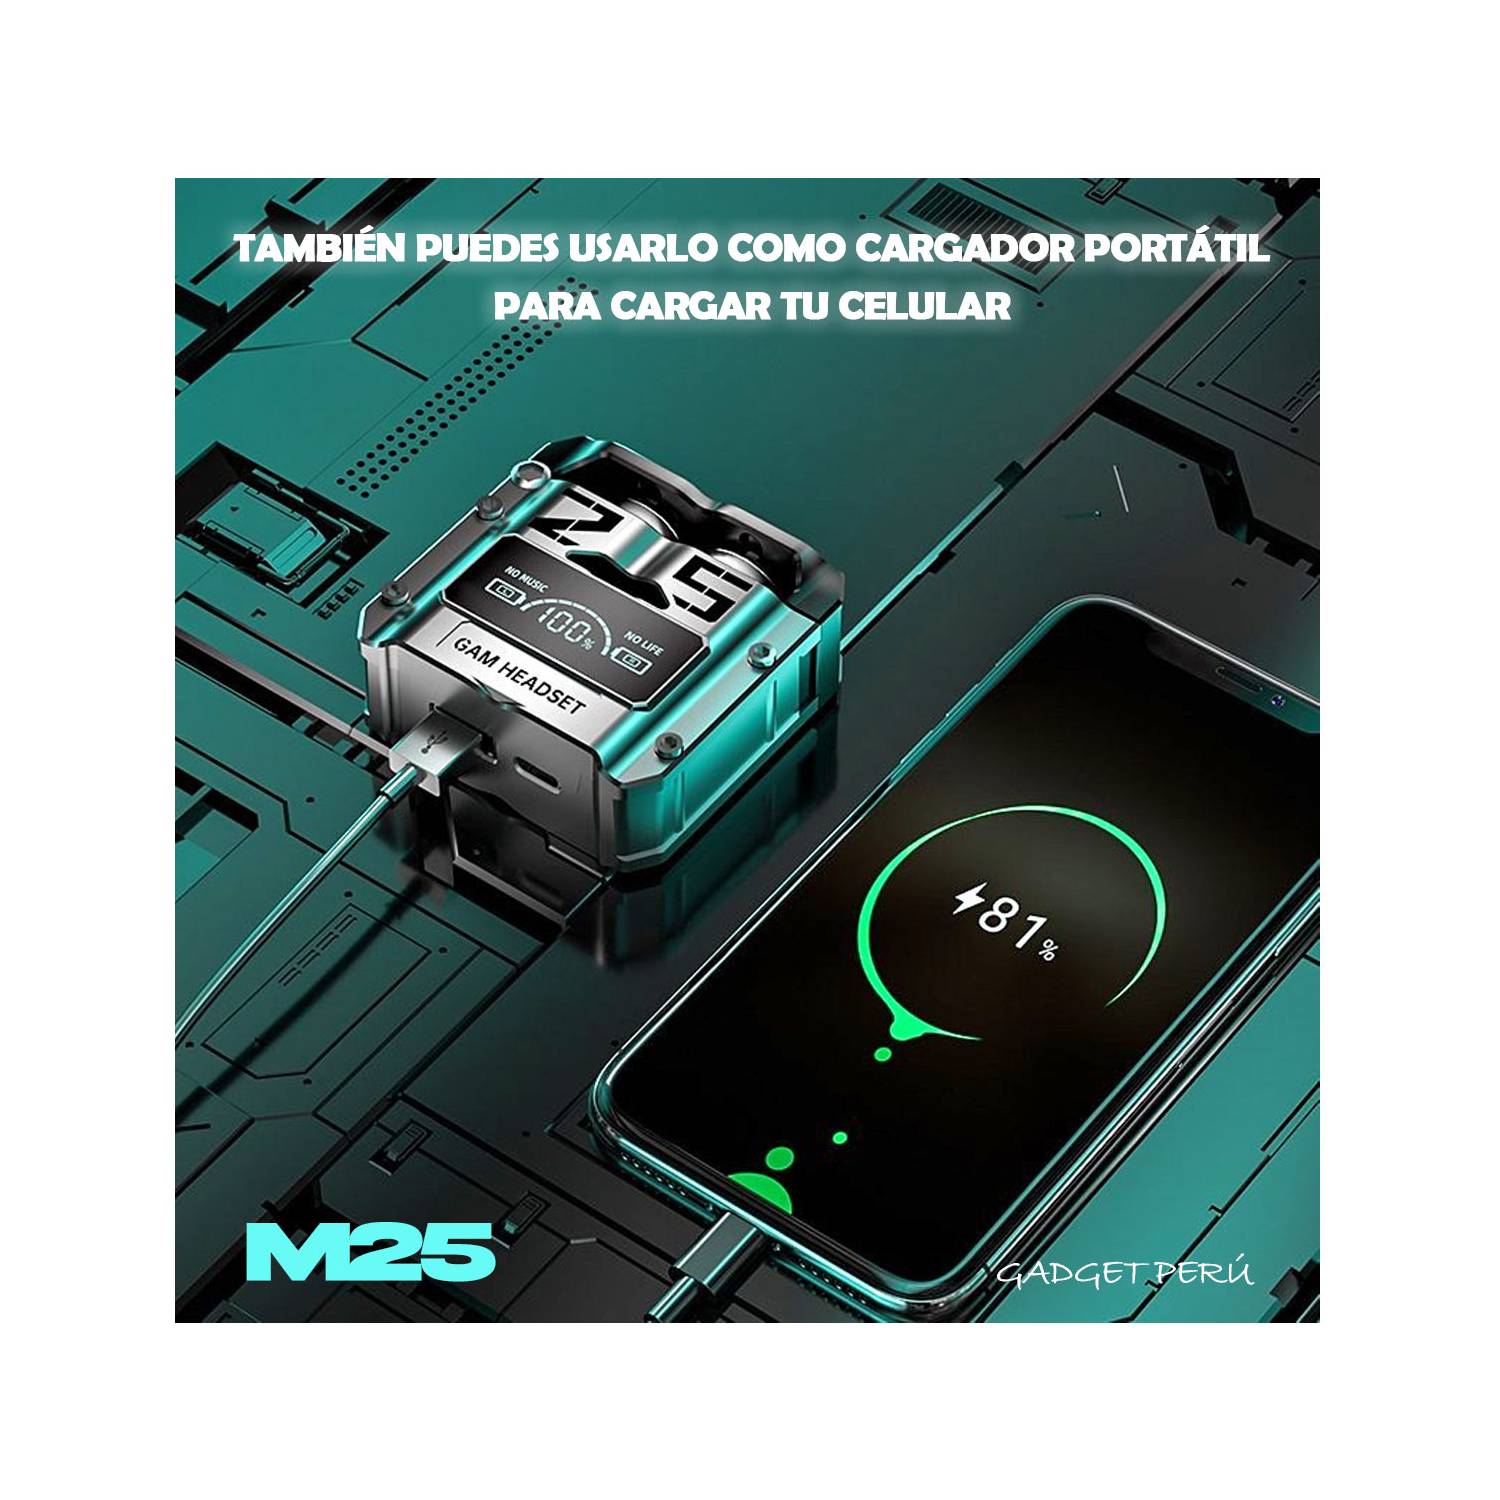 TAMBIÉN PUEDES USARLO COMO CARGADOR PORTÁTIL
PARA CARGAR TU CELULAR
NO MUSIC
100%
NO LIFE
GAM HEADSET
81%
M25
GADGET PERÚ